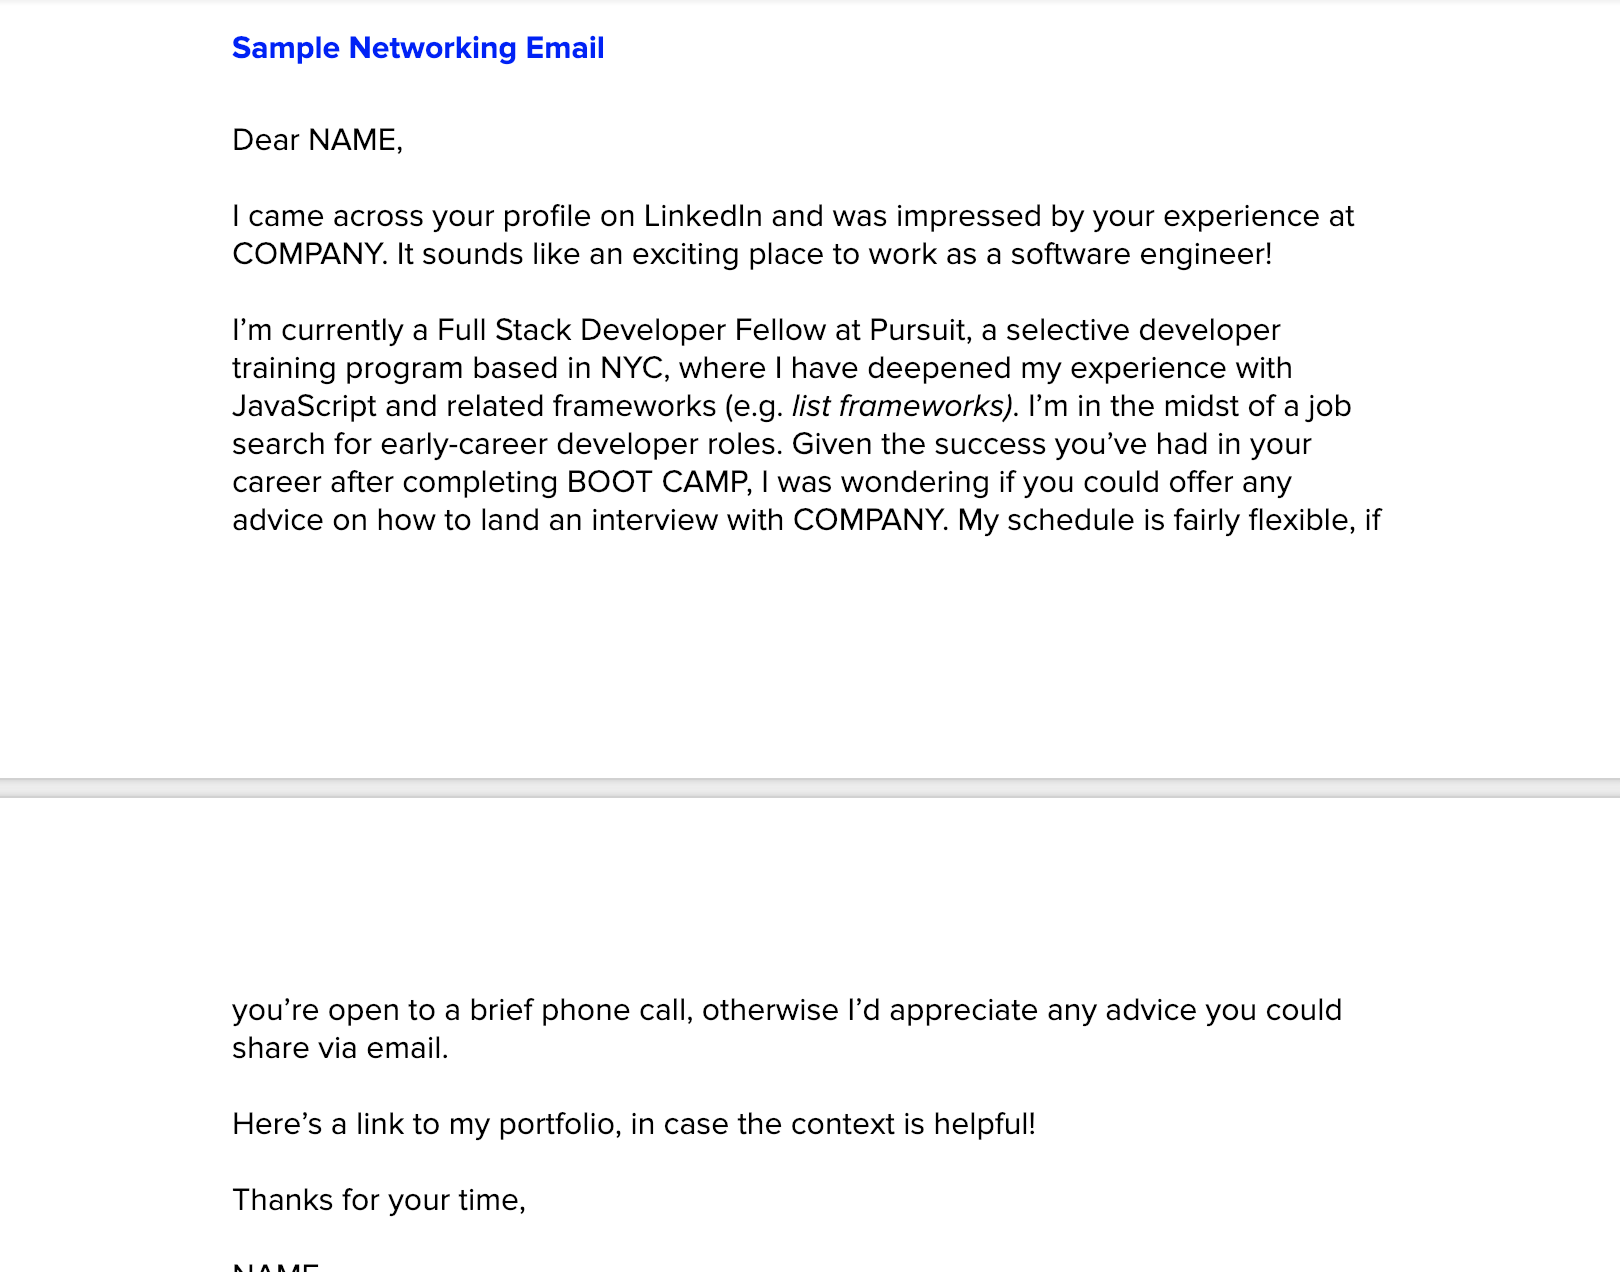 Sample Networking Email
Dear NAME,
I came across your profile on LinkedIn and was impressed by your experience at
COMPANY. It sounds like an exciting place to work as a software engineer!
I’m currently a Full Stack Developer Fellow at Pursuit, a selective developer
training program based in NYC, where I have deepened my experience with
JavaScript and related frameworks (e.g. list frameworks). I’m in the midst of a job
search for early-career developer roles. Given the success you’ve had in your
career after completing BOOT CAMP, I was wondering if you could offer any
advice on how to land an interview with COMPANY. My schedule is fairly flexible, if
you’re open to a brief phone call, otherwise I’d appreciate any advice you could
share via email.
Here’s a link to my portfolio, in case the context is helpful!
Thanks for your time,
NAME